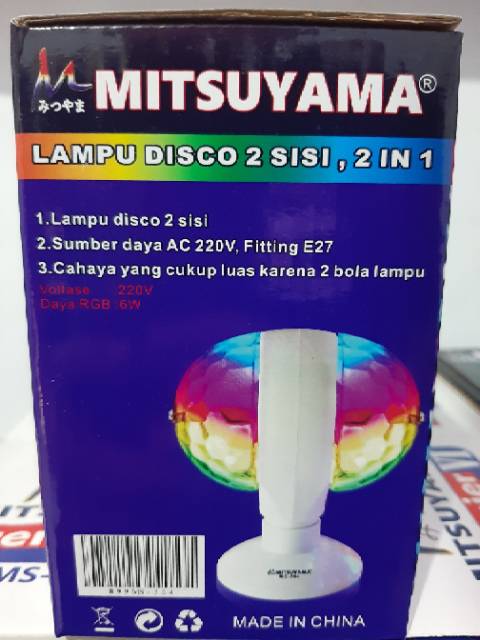 みつやま
MITSUYAMA®
LAMPU DISCO 2 SISI , 2 IN 1
1.Lampu disco 2 sisi
2.Sumber daya AC 220V, Fitting E27
3.Cahaya yang cukup luas karena 2 bola lampu
Voltase :220V
Daya RGB :6W
MITSUYAMA
MADE IN CHINA
MITSUYAMA
MS-